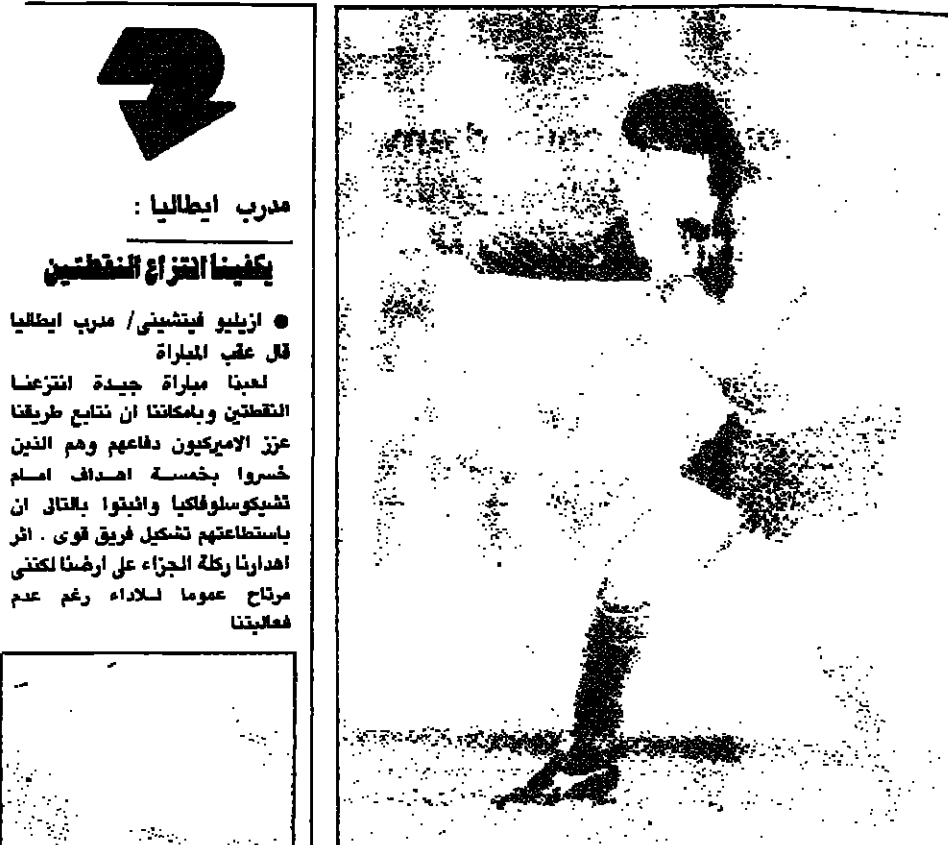 مدرب ايطاليا :
يكفينا انتزاع النقطتين
● ازيليو فيتشيني/ مدرب ايطاليا
قال عقب المباراة
لعبنا مباراة جيدة انتزعنا
النقطتين وبامكاننا ان نتابع طريقنا
عزز الاميركيون دفاعهم وهم الذين
خسروا بخمسة اهداف امام
تشيكوسلوفاكيا واثبتوا بالتالى ان
باستطاعتهم تشكيل فريق قوى . اثر
اهدارنا ركلة الجزاء على ارضنا لكننى
مرتاح عموما للاداء رغم عدم
فعاليتنا